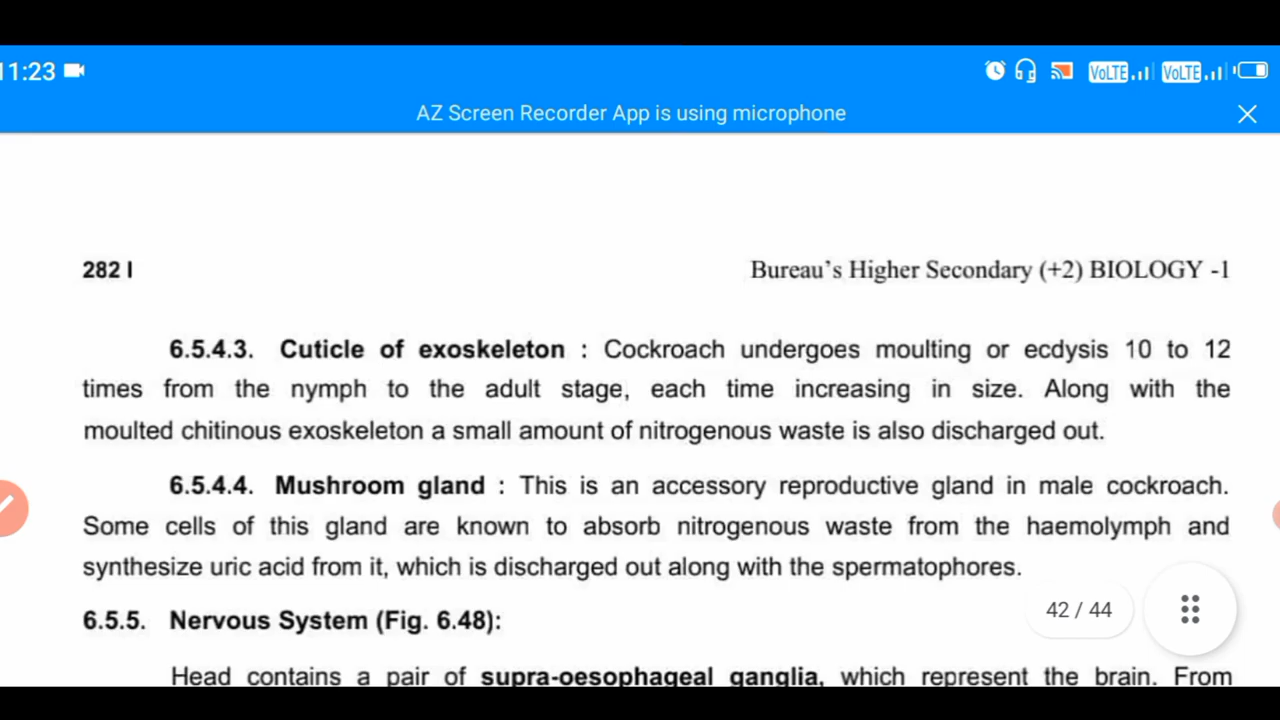 11:23
VoLTE VoLTE
AZ Screen Recorder App is using microphone
282 I Bureau's Higher Secondary (+2) BIOLOGY -1
6.5.4.3. Cuticle of exoskeleton : Cockroach undergoes moulting or ecdysis 10 to 12
times from the nymph to the adult stage, each time increasing in size. Along with the
moulted chitinous exoskeleton a small amount of nitrogenous waste is also discharged out.
6.5.4.4. Mushroom gland : This is an accessory reproductive gland in male cockroach.
Some cells of this gland are known to absorb nitrogenous waste from the haemolymph and
synthesize uric acid from it, which is discharged out along with the spermatophores.
42 / 44
6.5.5. Nervous System (Fig. 6.48):
Head contains a pair of supra-oesophageal ganglia, which represent the brain. From